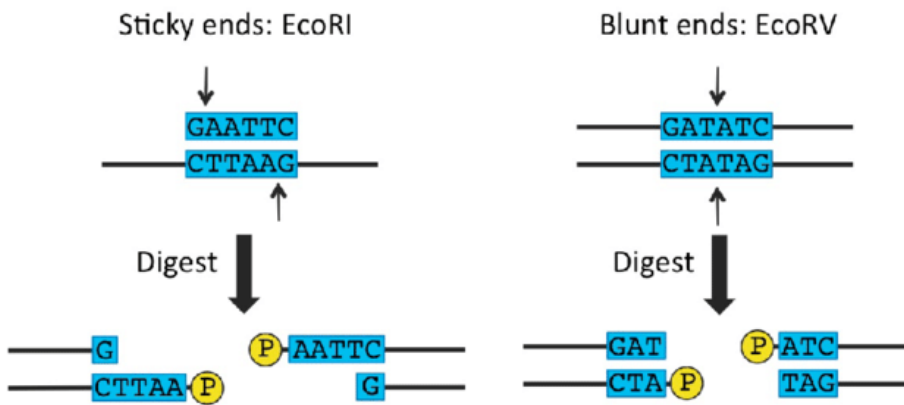 Sticky ends: EcoRI
GAATTC
CTTAAG
Digest
G
P AATTC
CTTAA P
G
Blunt ends: EcoRV
GATATC
CTATAG
Digest
GAT
P ATC
CTA P
TAG